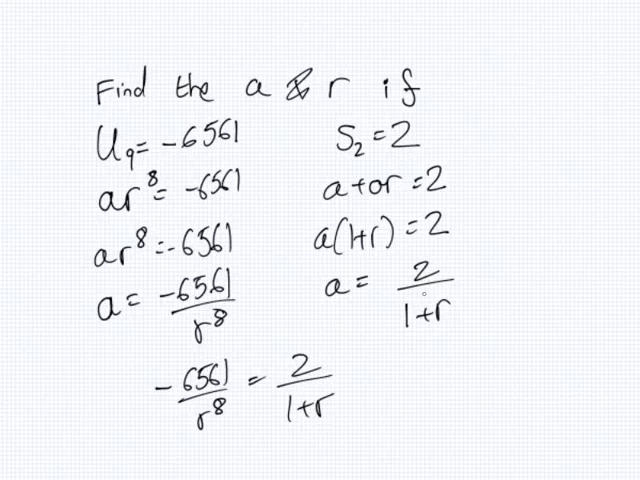 Find the a & r if
U₉ = -6561 S₂ = 2
ar⁸ = -6561 a + ar = 2
ar⁸ = -6561 a(1+r) = 2
a = -6561/r⁸ a = 2/1+r
-6561/r⁸ = 2/1+r